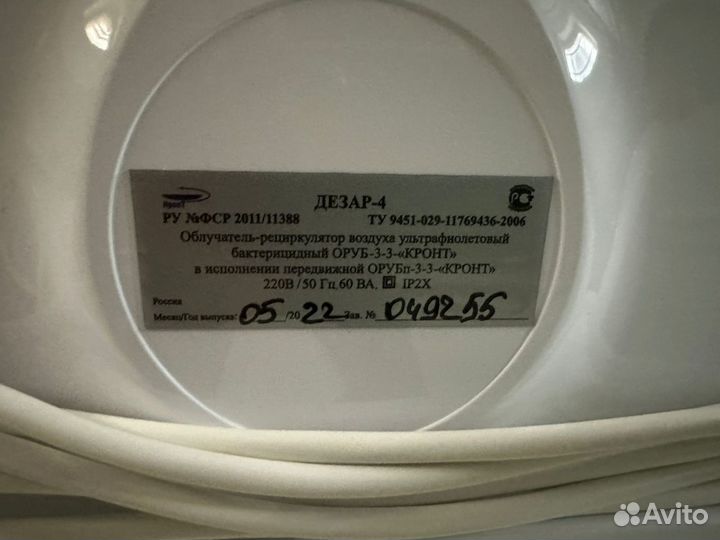 Кронт
ДЕЗАР-4
РУ №ФСР 2011/11388 ТУ 9451-029-11769436-2006
Облучатель-рециркулятор воздуха ультрафиолетовый
бактерицидный ОРУБ-3-3-«КРОНТ»
в исполнении передвижной ОРУБп-3-3-«КРОНТ»
220В / 50 Гц 60 ВА, IP2X
Россия
Месяц/Год выпуска: 05 /20 22 Зав. № 049255
Avito